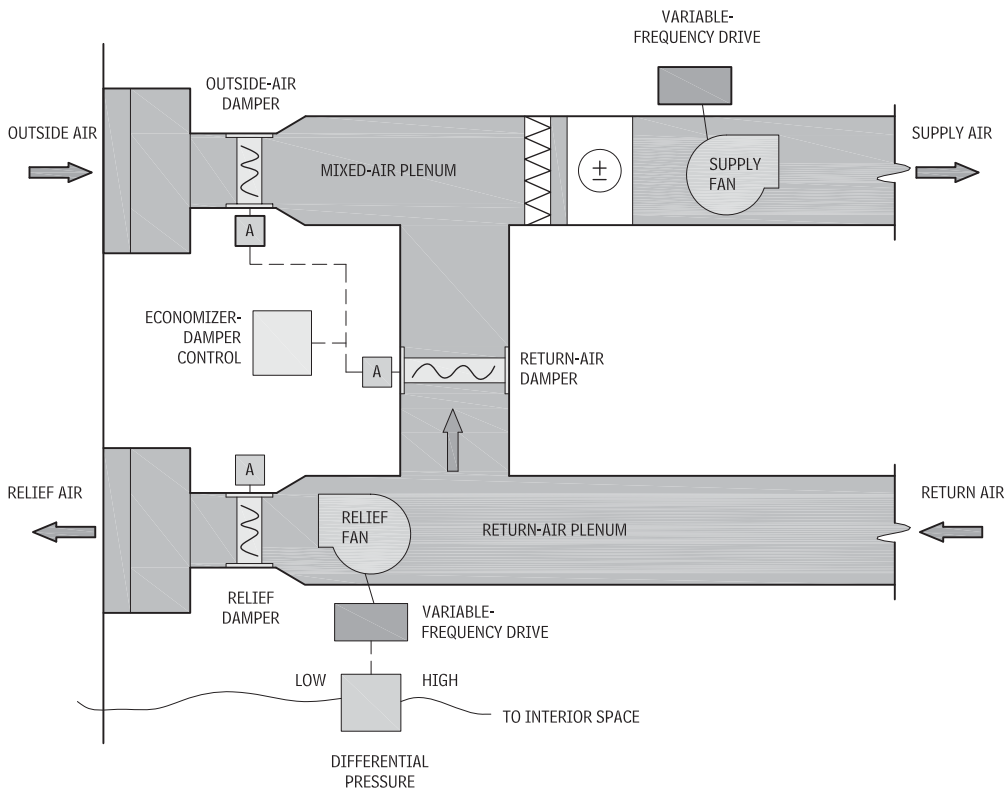 VARIABLE-
FREQUENCY DRIVE
OUTSIDE-AIR
DAMPER
OUTSIDE AIR
SUPPLY AIR
MIXED-AIR PLENUM
±
SUPPLY
FAN
A
ECONOMIZER-
DAMPER
CONTROL
A
RETURN-AIR
DAMPER
A
RELIEF AIR
RETURN AIR
RELIEF
FAN
RETURN-AIR PLENUM
RELIEF
DAMPER
VARIABLE-
FREQUENCY DRIVE
LOW
HIGH
TO INTERIOR SPACE
DIFFERENTIAL
PRESSURE